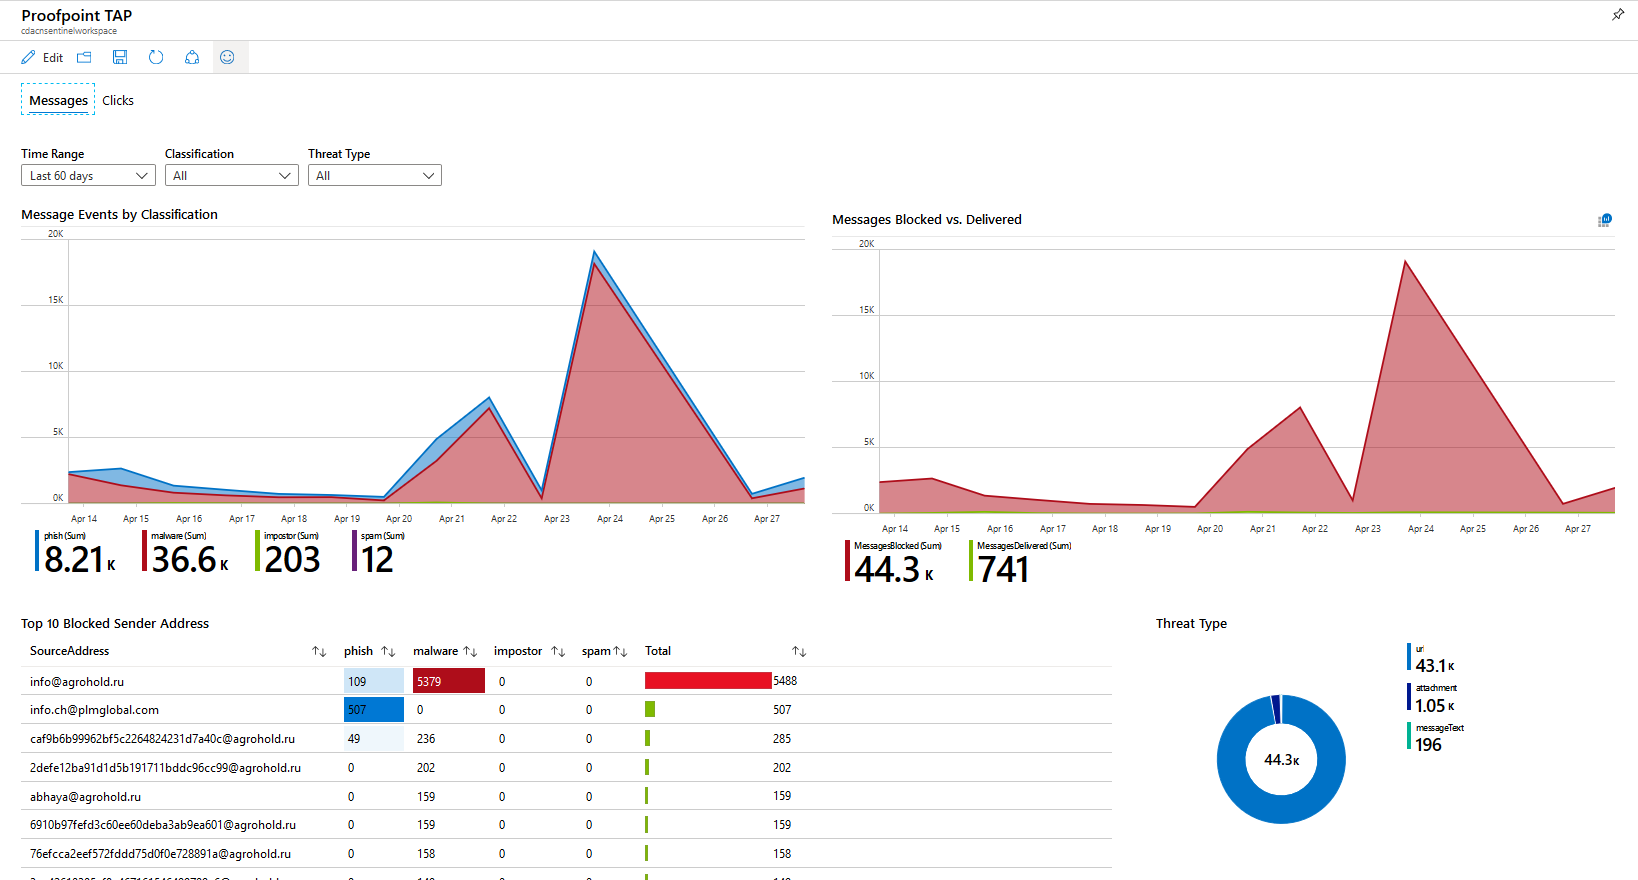 Proofpoint TAP
cdacnsentinelworkspace
Edit
Messages Clicks
Time Range Classification Threat Type
Last 60 days All All
Message Events by Classification
20K
15K
10K
5K
0K
Apr 14 Apr 15 Apr 16 Apr 17 Apr 18 Apr 19 Apr 20 Apr 21 Apr 22 Apr 23 Apr 24 Apr 25 Apr 26 Apr 27
phish (Sum) malware (Sum) impostor (Sum) spam (Sum)
8.21 K 36.6 K 203 12
Messages Blocked vs. Delivered
20K
15K
10K
5K
0K
Apr 14 Apr 15 Apr 16 Apr 17 Apr 18 Apr 19 Apr 20 Apr 21 Apr 22 Apr 23 Apr 24 Apr 25 Apr 26 Apr 27
MessagesBlocked (Sum) MessagesDelivered (Sum)
44.3 K 741
Top 10 Blocked Sender Address
SourceAddress phish malware impostor spam Total
info@agrohold.ru 109 5379 0 0 5488
info.ch@plmglobal.com 507 0 0 0 507
caf9b6b99962bf5c2264824231d7a40c@agrohold.ru 49 236 0 0 285
2defe12ba91d1d5b191711bddc96cc99@agrohold.ru 0 202 0 0 202
abhaya@agrohold.ru 0 159 0 0 159
6910b97fefd3c60ee60deba3ab9ea601@agrohold.ru 0 159 0 0 159
76efcca2eef572fddd75d0f0e728891a@agrohold.ru 0 158 0 0 158
Threat Type
44.3K
url
43.1 K
attachment
1.05 K
messageText
196